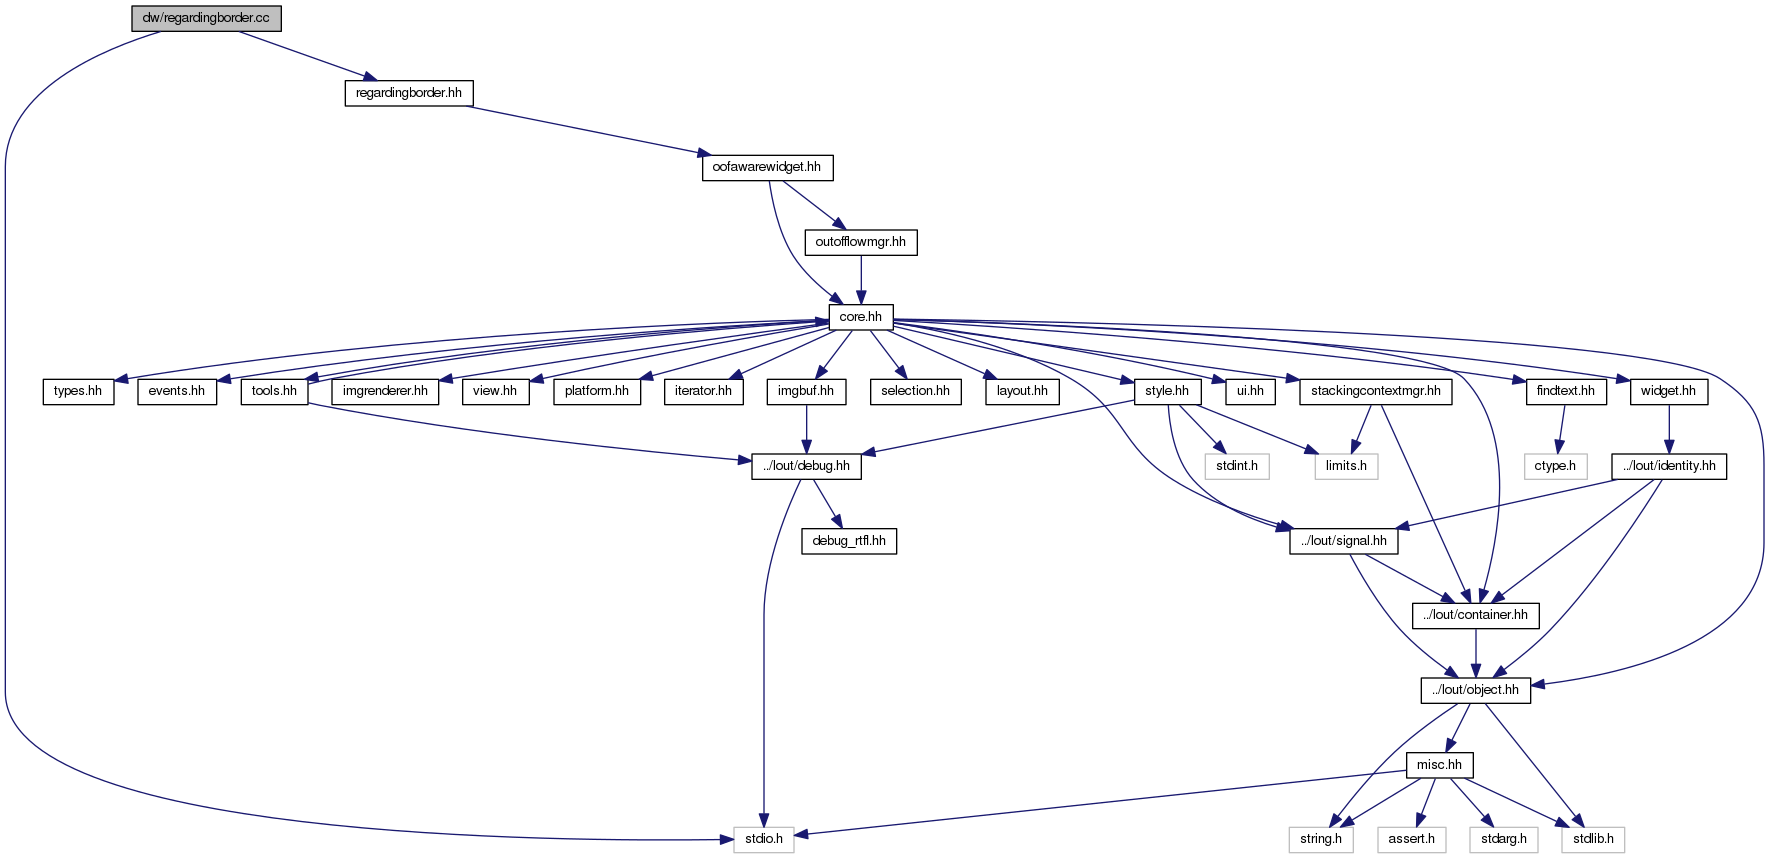 dw/regardingborder.cc
regardingborder.hh
oofawarewidget.hh
outofflowmgr.hh
core.hh
types.hh
events.hh
tools.hh
imgrenderer.hh
view.hh
platform.hh
iterator.hh
imgbuf.hh
selection.hh
layout.hh
style.hh
ui.hh
stackingcontextmgr.hh
findtext.hh
widget.hh
../lout/debug.hh
stdint.h
limits.h
ctype.h
../lout/identity.hh
debug_rtfl.hh
../lout/signal.hh
../lout/container.hh
../lout/object.hh
misc.hh
stdio.h
string.h
assert.h
stdarg.h
stdlib.h